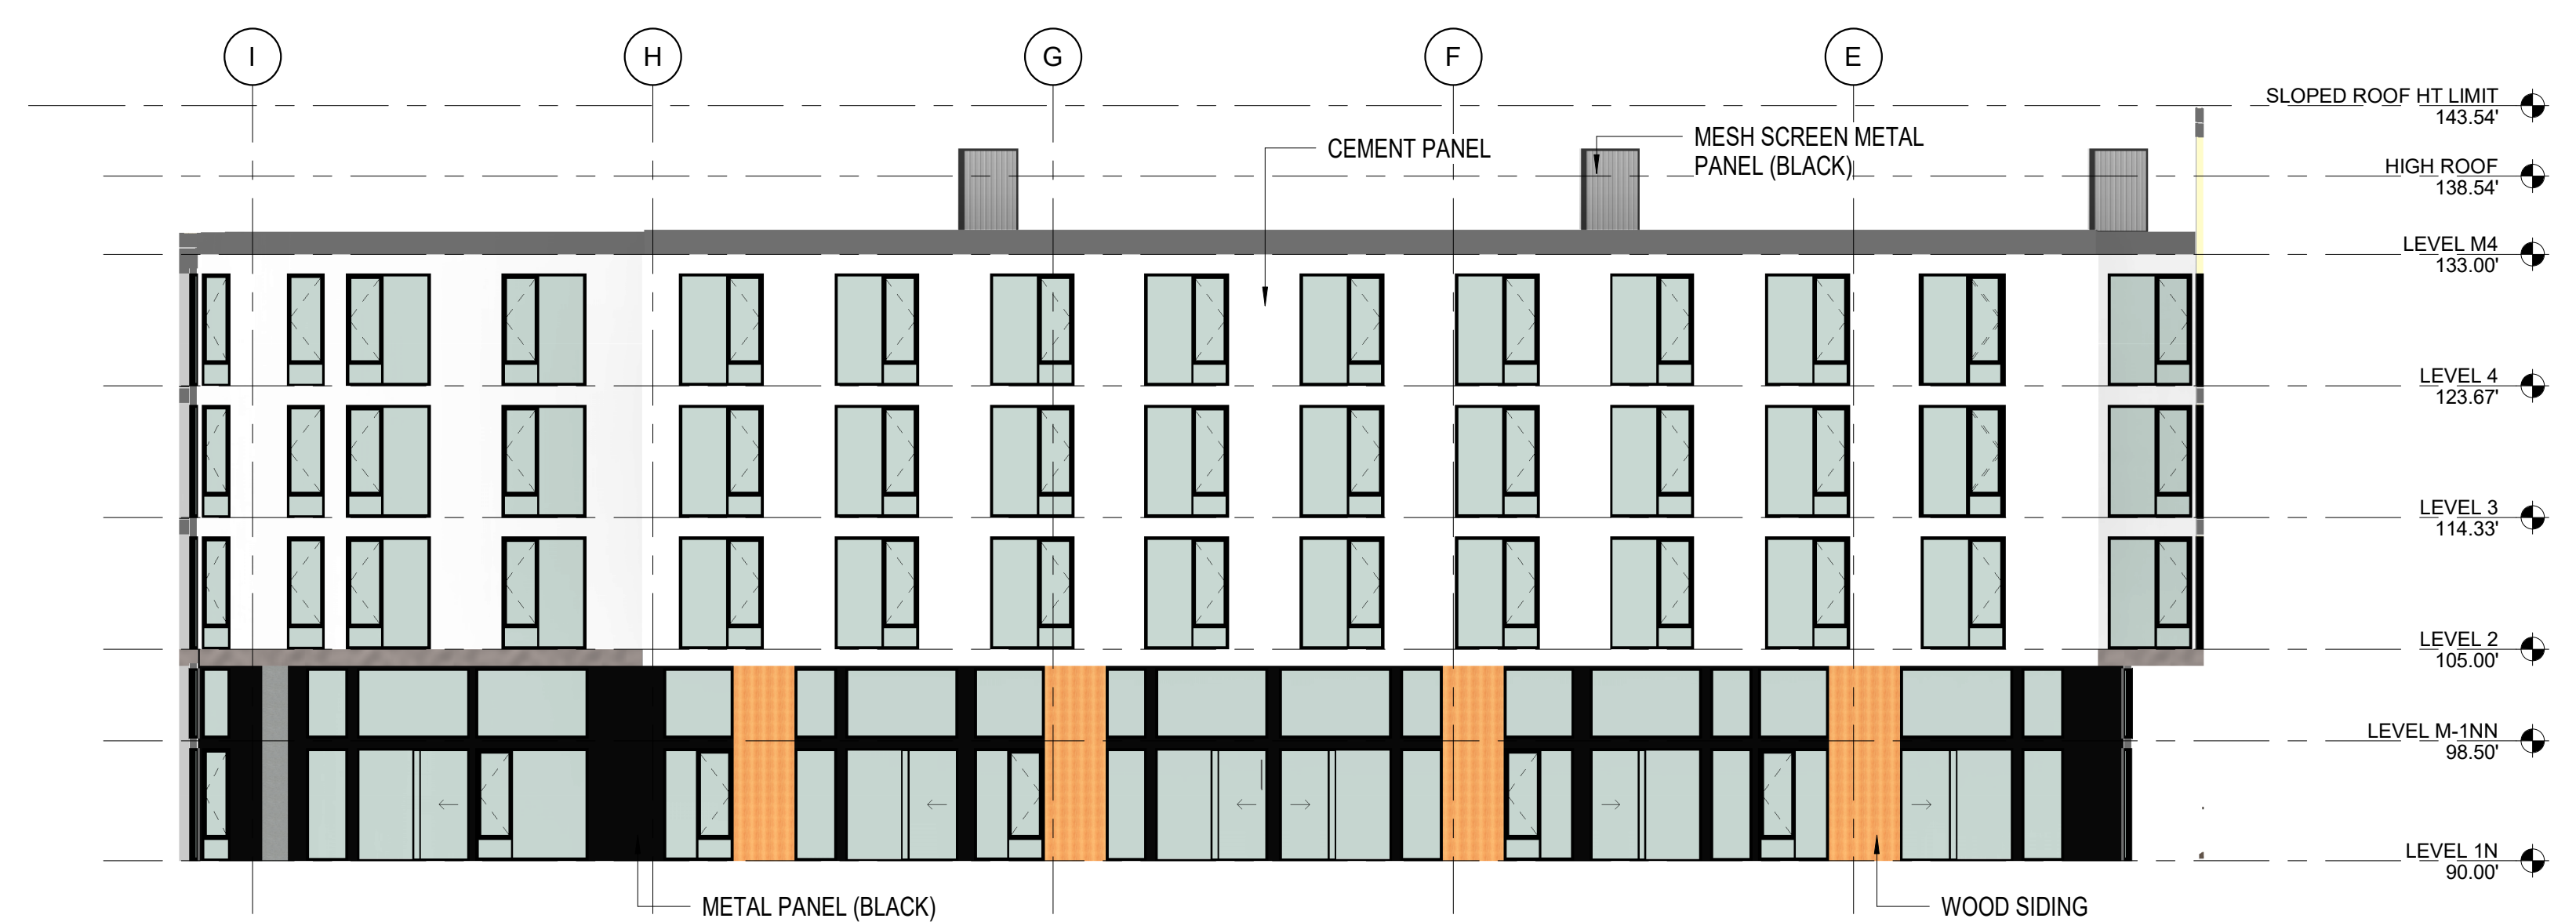 I H G F E
SLOPED ROOF HT LIMIT
143.54'
CEMENT PANEL
MESH SCREEN METAL
PANEL (BLACK)
HIGH ROOF
138.54'
LEVEL M4
133.00'
LEVEL 4
123.67'
LEVEL 3
114.33'
LEVEL 2
105.00'
LEVEL M-1NN
98.50'
LEVEL 1N
90.00'
METAL PANEL (BLACK)
WOOD SIDING